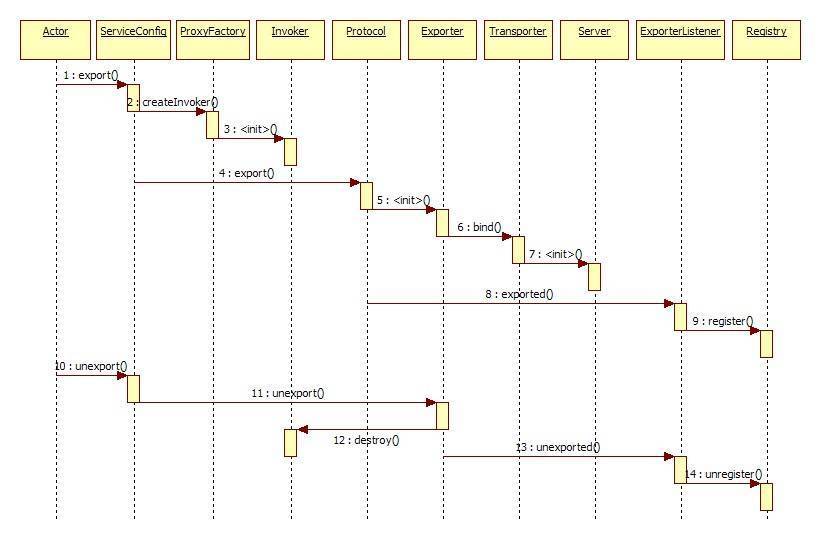 Actor ServiceConfig ProxyFactory Invoker Protocol Exporter Transporter Server ExporterListener Registry
1 : export()
2 : createInvoker()
3 : <init>()
4 : export()
5 : <init>()
6 : bind()
7 : <init>()
8 : exported()
9 : register()
10 : unexport()
11 : unexport()
12 : destroy()
13 : unexported()
14 : unregister()